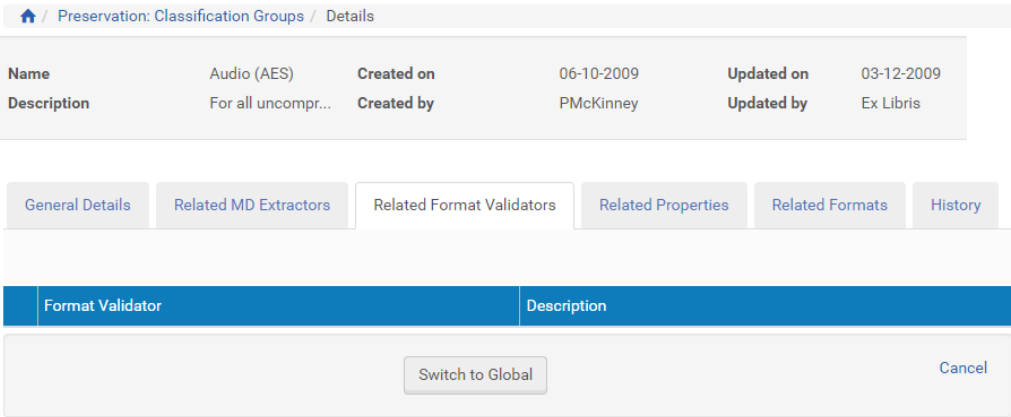 / Preservation: Classification Groups / Details
Name Audio (AES) Created on 06-10-2009 Updated on 03-12-2009
Description For all uncompr... Created by PMcKinney Updated by Ex Libris
General Details Related MD Extractors Related Format Validators Related Properties Related Formats History
Format Validator Description
Switch to Global Cancel